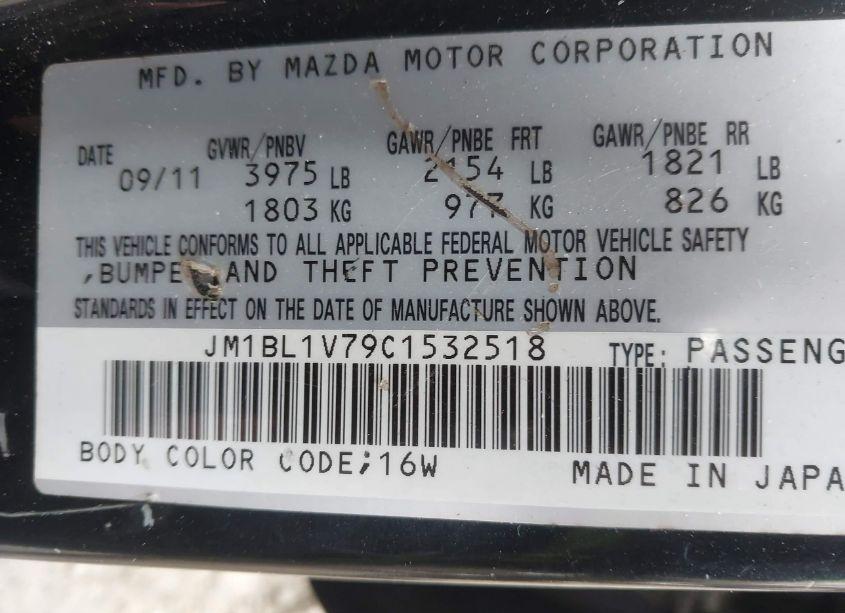 MFD. BY MAZDA MOTOR CORPORATION
DATE GVWR/PNBV GAWR/PNBE FRT GAWR/PNBE RR
09/11 3975 LB 2154 LB 1821 LB
1803 KG 977 KG 826 KG
THIS VEHICLE CONFORMS TO ALL APPLICABLE FEDERAL MOTOR VEHICLE SAFETY
,BUMPE AND THEFT PREVENTION
STANDARDS IN EFFECT ON THE DATE OF MANUFACTURE SHOWN ABOVE.
JM1BL1V79C1532518 TYPE: PASSENG
BODY COLOR CODE;16W
MADE IN JAPA